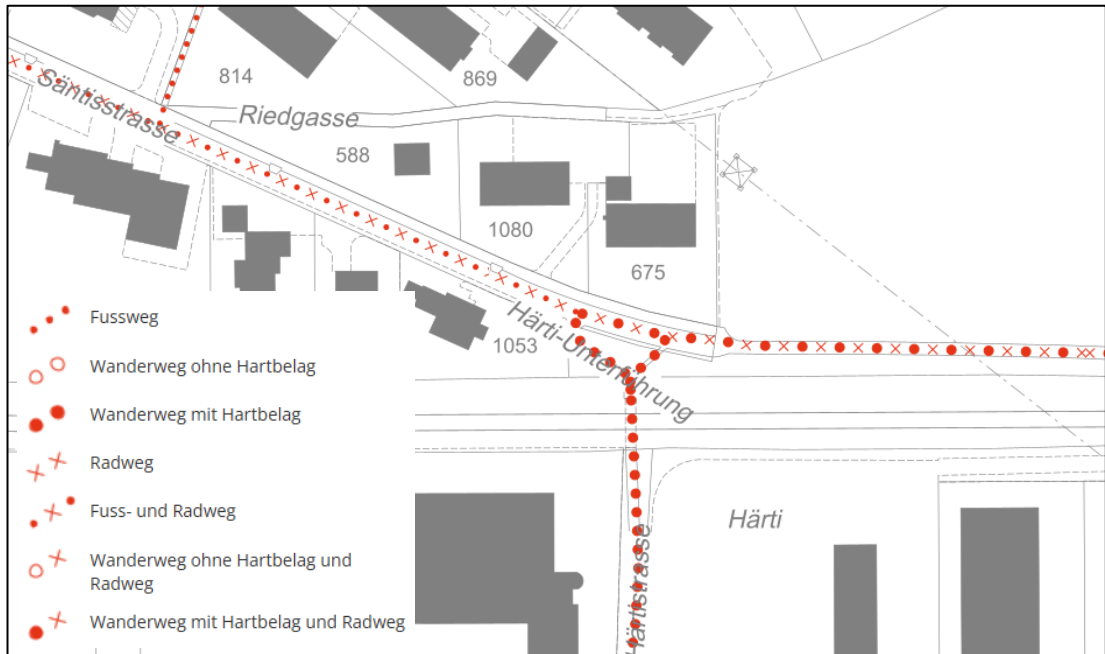 814
869
Säntisstrasse
Riedgasse
588
1080
675
Härti-Unterführung
1053
Härti
Härtistrasse
Fussweg
Wanderweg ohne Hartbelag
Wanderweg mit Hartbelag
Radweg
Fuss- und Radweg
Wanderweg ohne Hartbelag und
Radweg
Wanderweg mit Hartbelag und Radweg